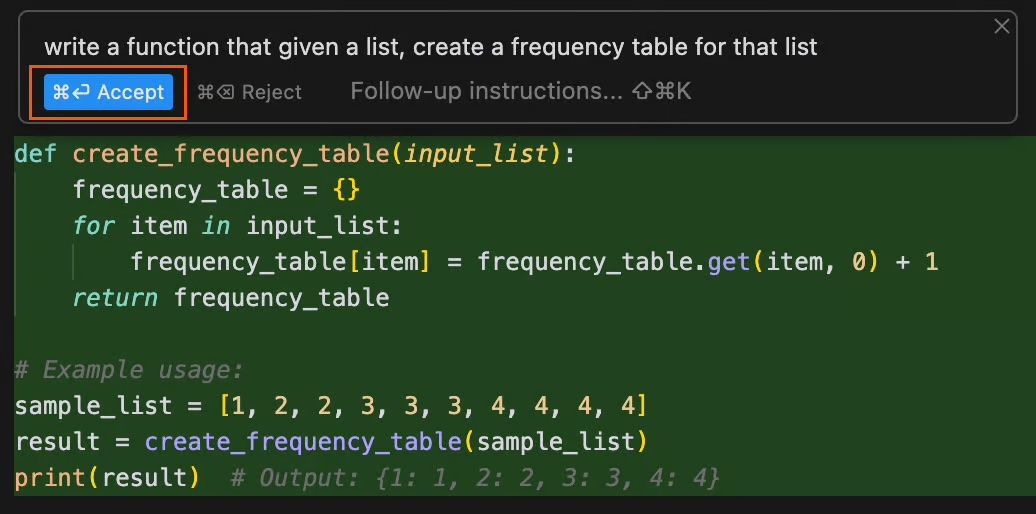 write a function that given a list, create a frequency table for that list
⌘⏎ Accept ⌘⌫ Reject Follow-up instructions... ⇧⌘K
def create_frequency_table(input_list):
    frequency_table = {}
    for item in input_list:
        frequency_table[item] = frequency_table.get(item, 0) + 1
    return frequency_table
# Example usage:
sample_list = [1, 2, 2, 3, 3, 3, 4, 4, 4, 4]
result = create_frequency_table(sample_list)
print(result)  # Output: {1: 1, 2: 2, 3: 3, 4: 4}